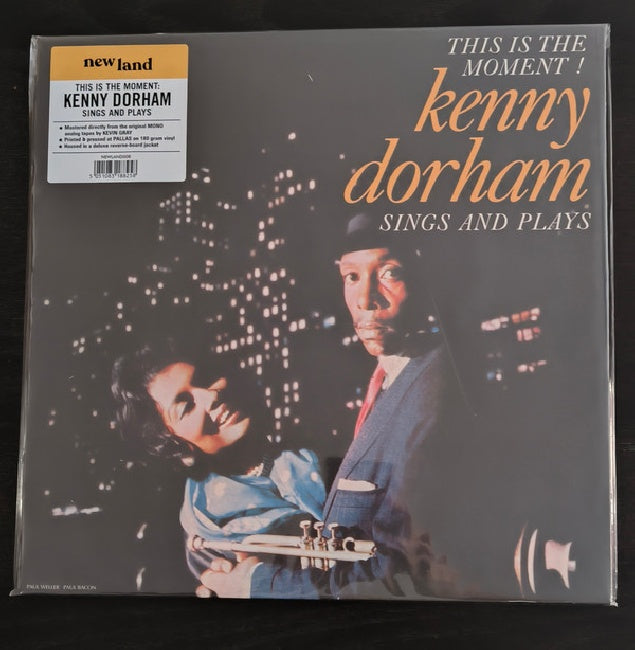 new land
THIS IS THE MOMENT:
KENNY DORHAM
SINGS AND PLAYS
• Mastered directly from the original MONO
analog tapes by KEVIN GRAY
• Printed & pressed at PALLAS on 180 gram vinyl
• Housed in a deluxe reverse-board jacket
THIS IS THE
MOMENT !
kenny
dorham
SINGS AND PLAYS